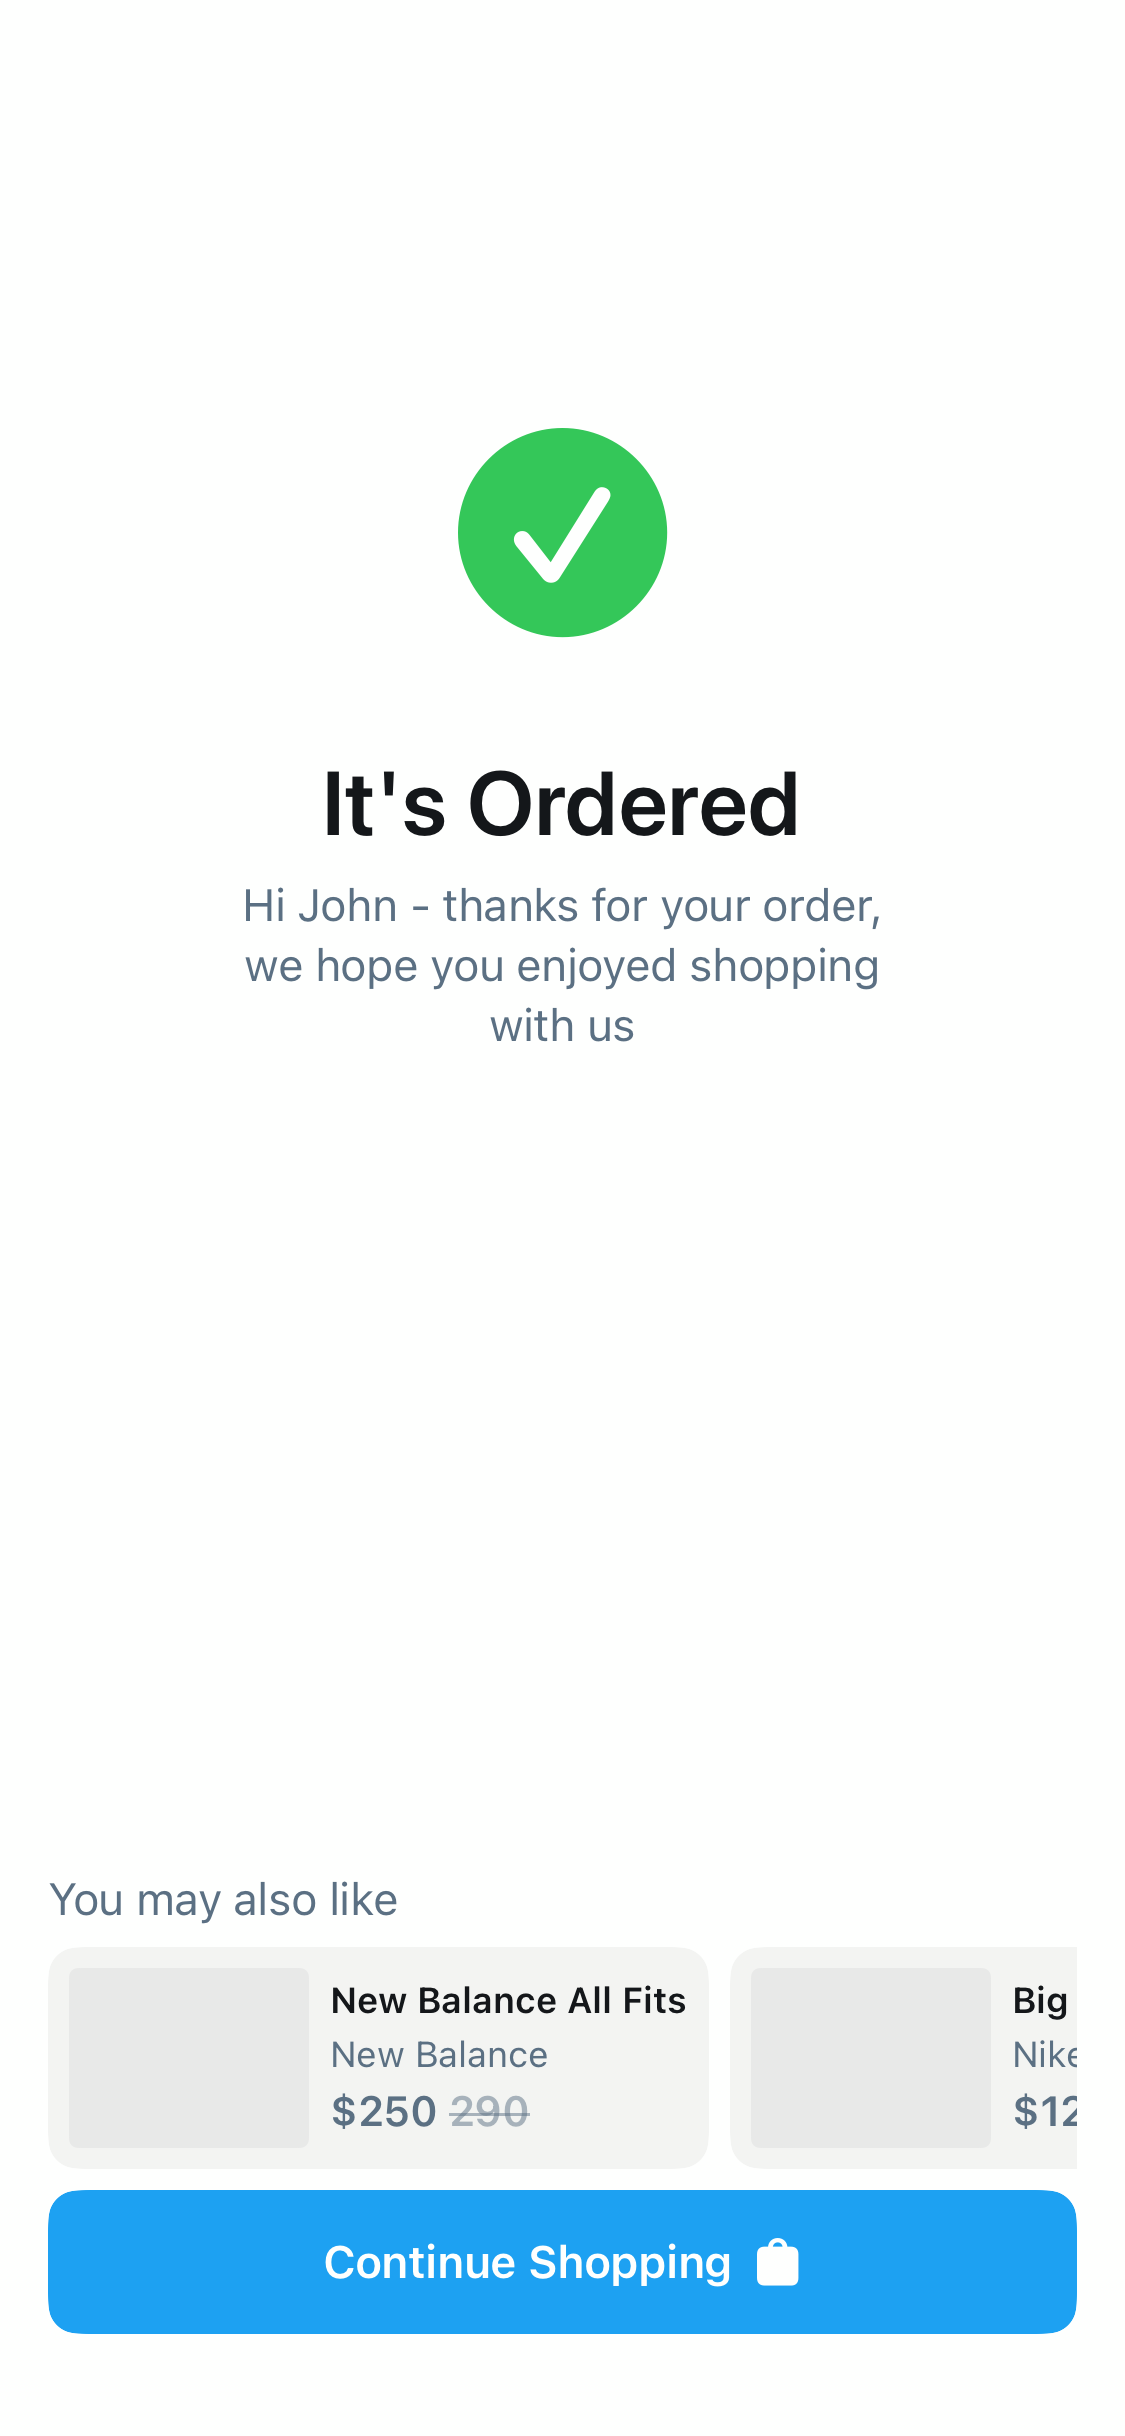 It's Ordered
Hi John - thanks for your order,
we hope you enjoyed shopping
with us
You may also like
New Balance All Fits
New Balance
$250 290
Big
Nike
$12
Continue Shopping